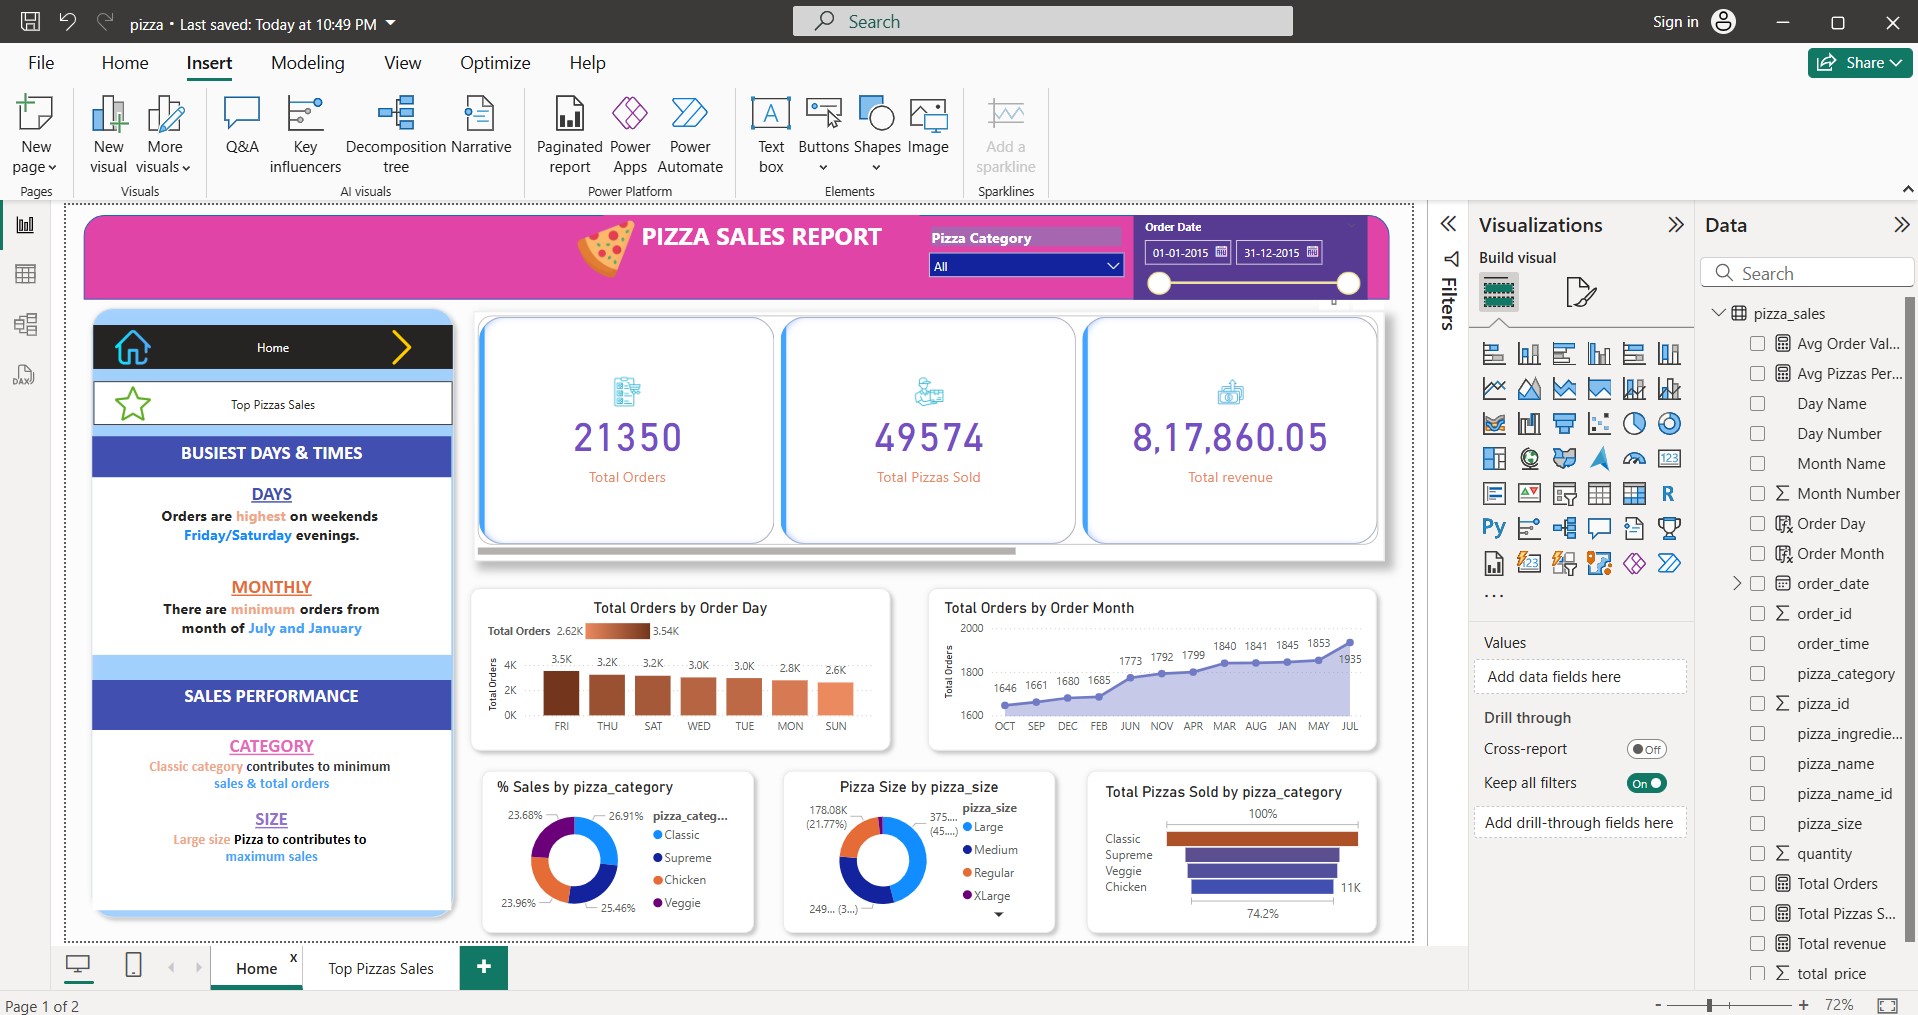 pizza • Last saved: Today at 10:49 PM
Search
Sign in
File Home Insert Modeling View Optimize Help
Share
New page
Pages
New visual
More visuals
Visuals
Q&A
Key influencers
Decomposition tree
Narrative
AI visuals
Paginated report
Power Apps
Power Automate
Power Platform
Text box
Buttons
Shapes
Image
Elements
Add a sparkline
Sparklines
PIZZA SALES REPORT
Pizza Category
All
Order Date
01-01-2015
31-12-2015
Home
Top Pizzas Sales
BUSIEST DAYS & TIMES
DAYS
Orders are highest on weekends
Friday/Saturday evenings.
MONTHLY
There are minimum orders from
month of July and January
SALES PERFORMANCE
CATEGORY
Classic category contributes to minimum
sales & total orders
SIZE
Large size Pizza to contributes to
maximum sales
21350
Total Orders
49574
Total Pizzas Sold
8,17,860.05
Total revenue
Total Orders by Order Day
Total Orders 2.62K 3.54K
Total Orders
4K
2K
0K
3.5K 3.2K 3.2K 3.0K 3.0K 2.8K 2.6K
FRI THU SAT WED TUE MON SUN
Total Orders by Order Month
Total Orders
2000
1800
1600
1646 1661 1680 1685 1773 1792 1799 1840 1841 1845 1853 1935
OCT SEP DEC FEB JUN NOV APR MAR AUG JAN MAY JUL
% Sales by pizza_category
23.68%
26.91%
23.96%
25.46%
pizza_categ...
Classic
Supreme
Chicken
Veggie
Pizza Size by pizza_size
178.08K
(21.77%)
375....
(45....)
249... (3...)
pizza_size
Large
Medium
Regular
XLarge
Total Pizzas Sold by pizza_category
100%
Classic
Supreme
Veggie
Chicken
11K
74.2%
Filters
Visualizations
Build visual
123
R
Py
123
...
Values
Add data fields here
Drill through
Cross-report
Off
Keep all filters
On
Add drill-through fields here
Data
Search
pizza_sales
Avg Order Val...
Avg Pizzas Per...
Day Name
Day Number
Month Name
Month Number
Order Day
Order Month
order_date
order_id
order_time
pizza_category
pizza_id
pizza_ingredie...
pizza_name
pizza_name_id
pizza_size
quantity
Total Orders
Total Pizzas S...
Total revenue
total_price
DAX
Home x
Top Pizzas Sales
+
Page 1 of 2
- + 72%